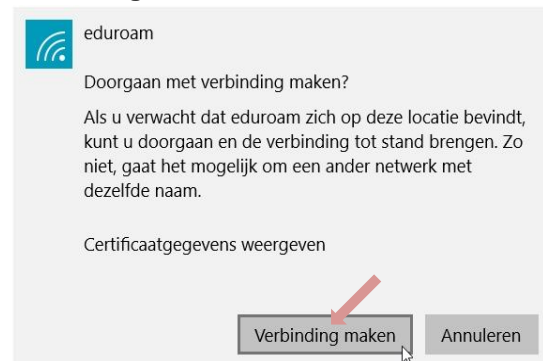 eduroam
Doorgaan met verbinding maken?
Als u verwacht dat eduroam zich op deze locatie bevindt,
kunt u doorgaan en de verbinding tot stand brengen. Zo
niet, gaat het mogelijk om een ander netwerk met
dezelfde naam.
Certificaatgegevens weergeven
Verbinding maken
Annuleren